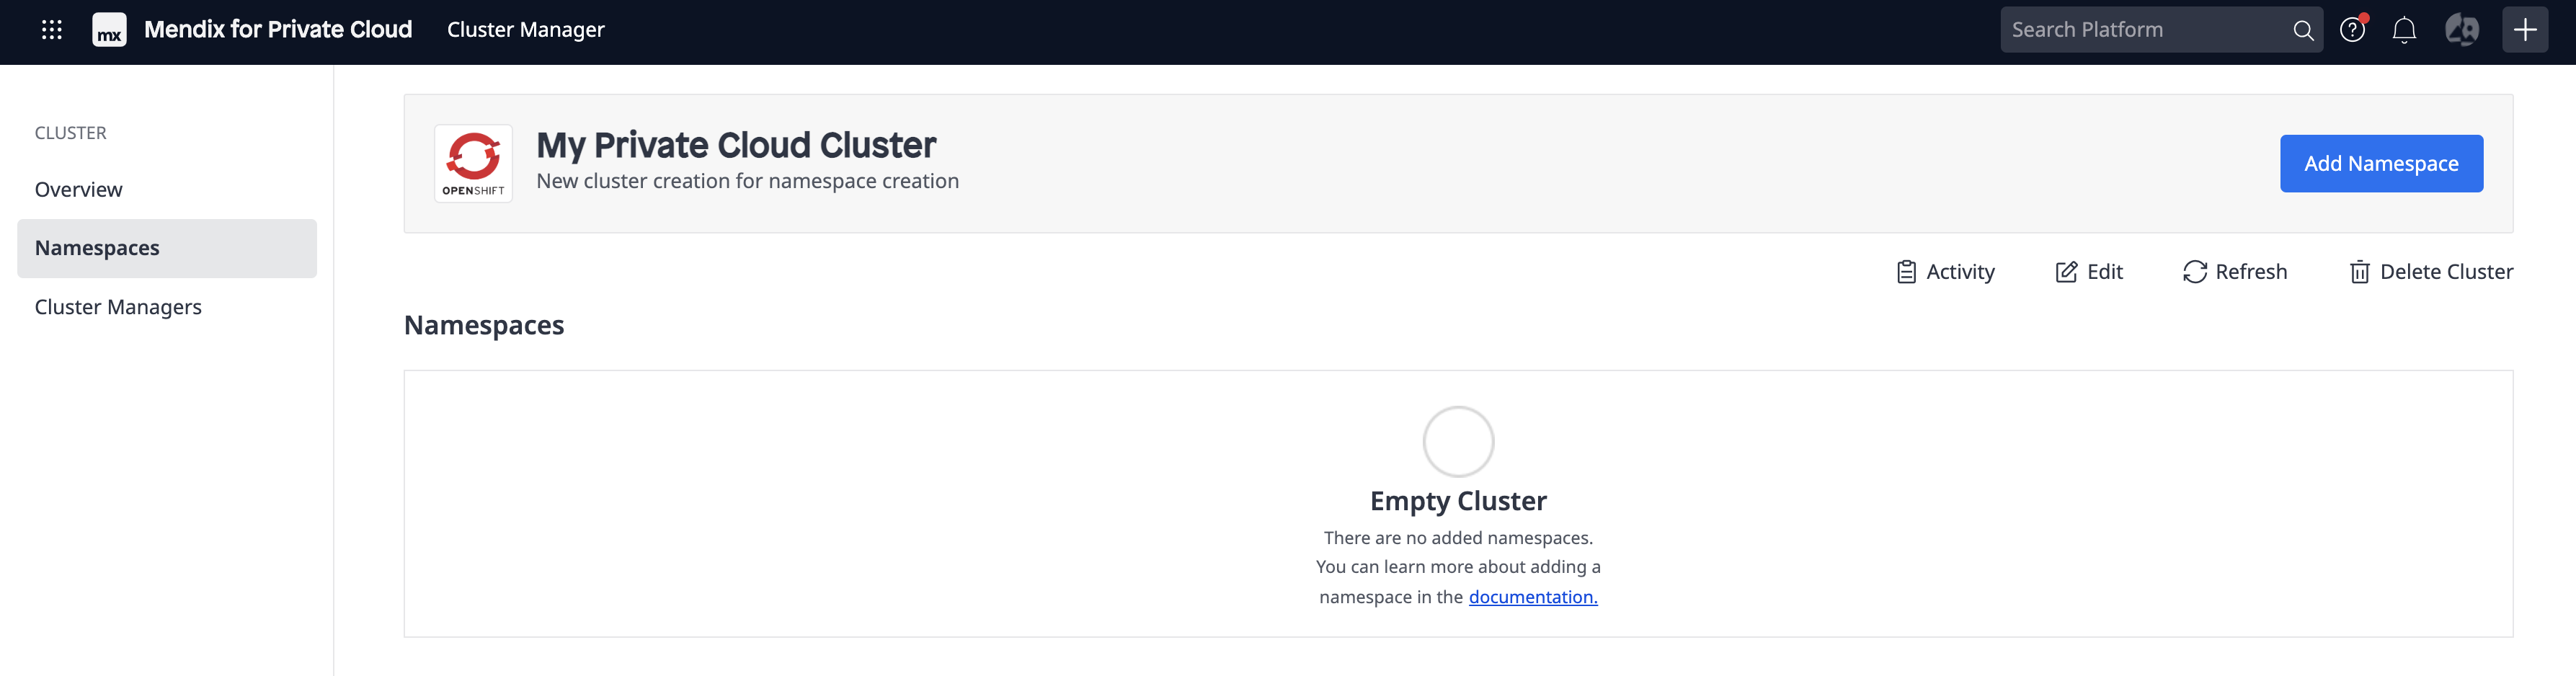 mx Mendix for Private Cloud Cluster Manager Search Platform
CLUSTER
Overview
Namespaces
Cluster Managers
OPENSHIFT
My Private Cloud Cluster
New cluster creation for namespace creation
Add Namespace
Activity Edit Refresh Delete Cluster
Namespaces
Empty Cluster
There are no added namespaces.
You can learn more about adding a
namespace in the documentation.